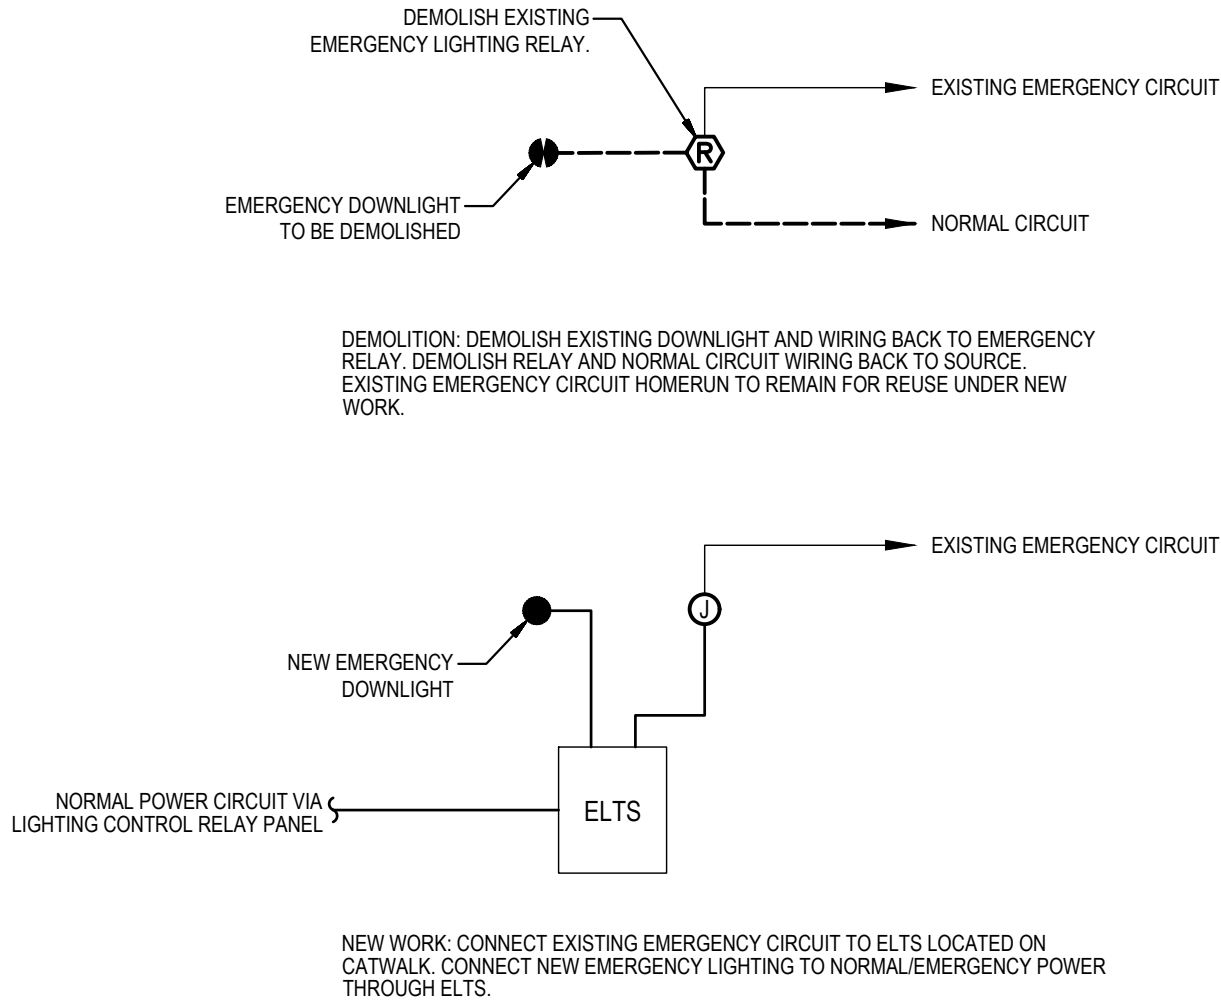 DEMOLISH EXISTING
EMERGENCY LIGHTING RELAY.
EXISTING EMERGENCY CIRCUIT
R
EMERGENCY DOWNLIGHT
TO BE DEMOLISHED
NORMAL CIRCUIT
DEMOLITION: DEMOLISH EXISTING DOWNLIGHT AND WIRING BACK TO EMERGENCY
RELAY. DEMOLISH RELAY AND NORMAL CIRCUIT WIRING BACK TO SOURCE.
EXISTING EMERGENCY CIRCUIT HOMERUN TO REMAIN FOR REUSE UNDER NEW
WORK.
EXISTING EMERGENCY CIRCUIT
J
NEW EMERGENCY
DOWNLIGHT
NORMAL POWER CIRCUIT VIA
LIGHTING CONTROL RELAY PANEL
ELTS
NEW WORK: CONNECT EXISTING EMERGENCY CIRCUIT TO ELTS LOCATED ON
CATWALK. CONNECT NEW EMERGENCY LIGHTING TO NORMAL/EMERGENCY POWER
THROUGH ELTS.